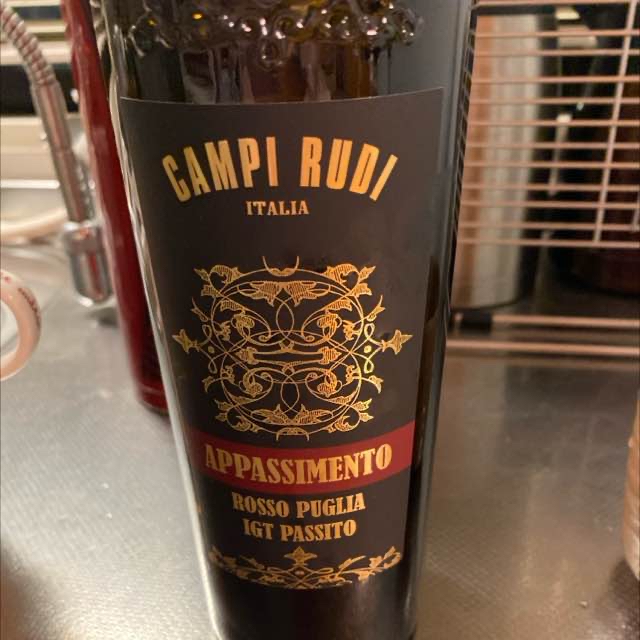 CAMPI RUDI
ITALIA
APPASSIMENTO
ROSSO PUGLIA
IGT PASSITO